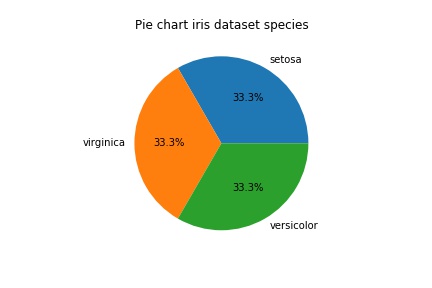 Pie chart iris dataset species
setosa
33.3%
virginica
33.3%
33.3%
versicolor